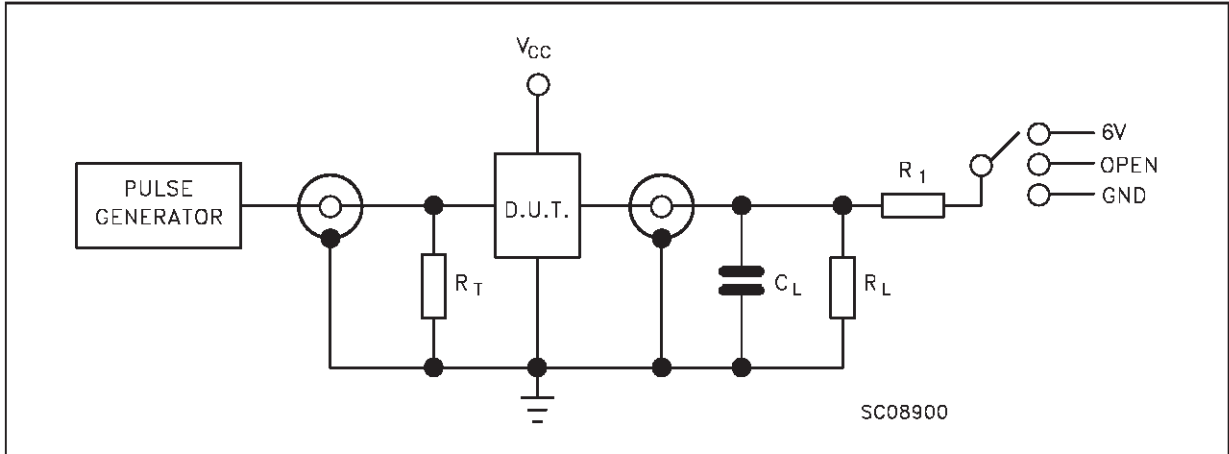 VCC
6V
OPEN
GND
R1
PULSE
GENERATOR
D.U.T.
RT
CL
RL
SC08900